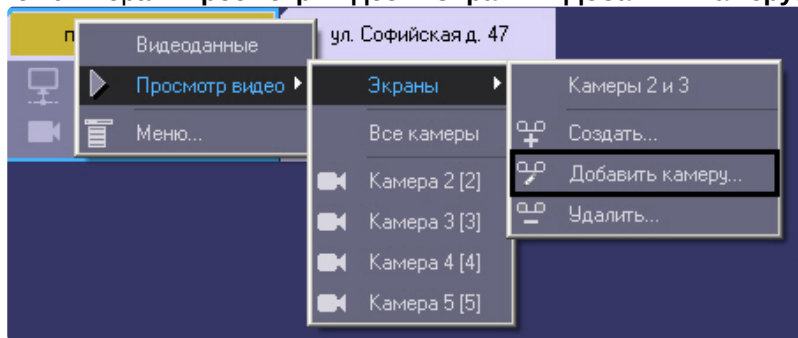 ул. Софийская д. 47
Видеоданные
Просмотр видео
Меню...
Экраны
Все камеры
Камера 2 [2]
Камера 3 [3]
Камера 4 [4]
Камера 5 [5]
Камеры 2 и 3
Создать...
Добавить камеру...
Удалить...